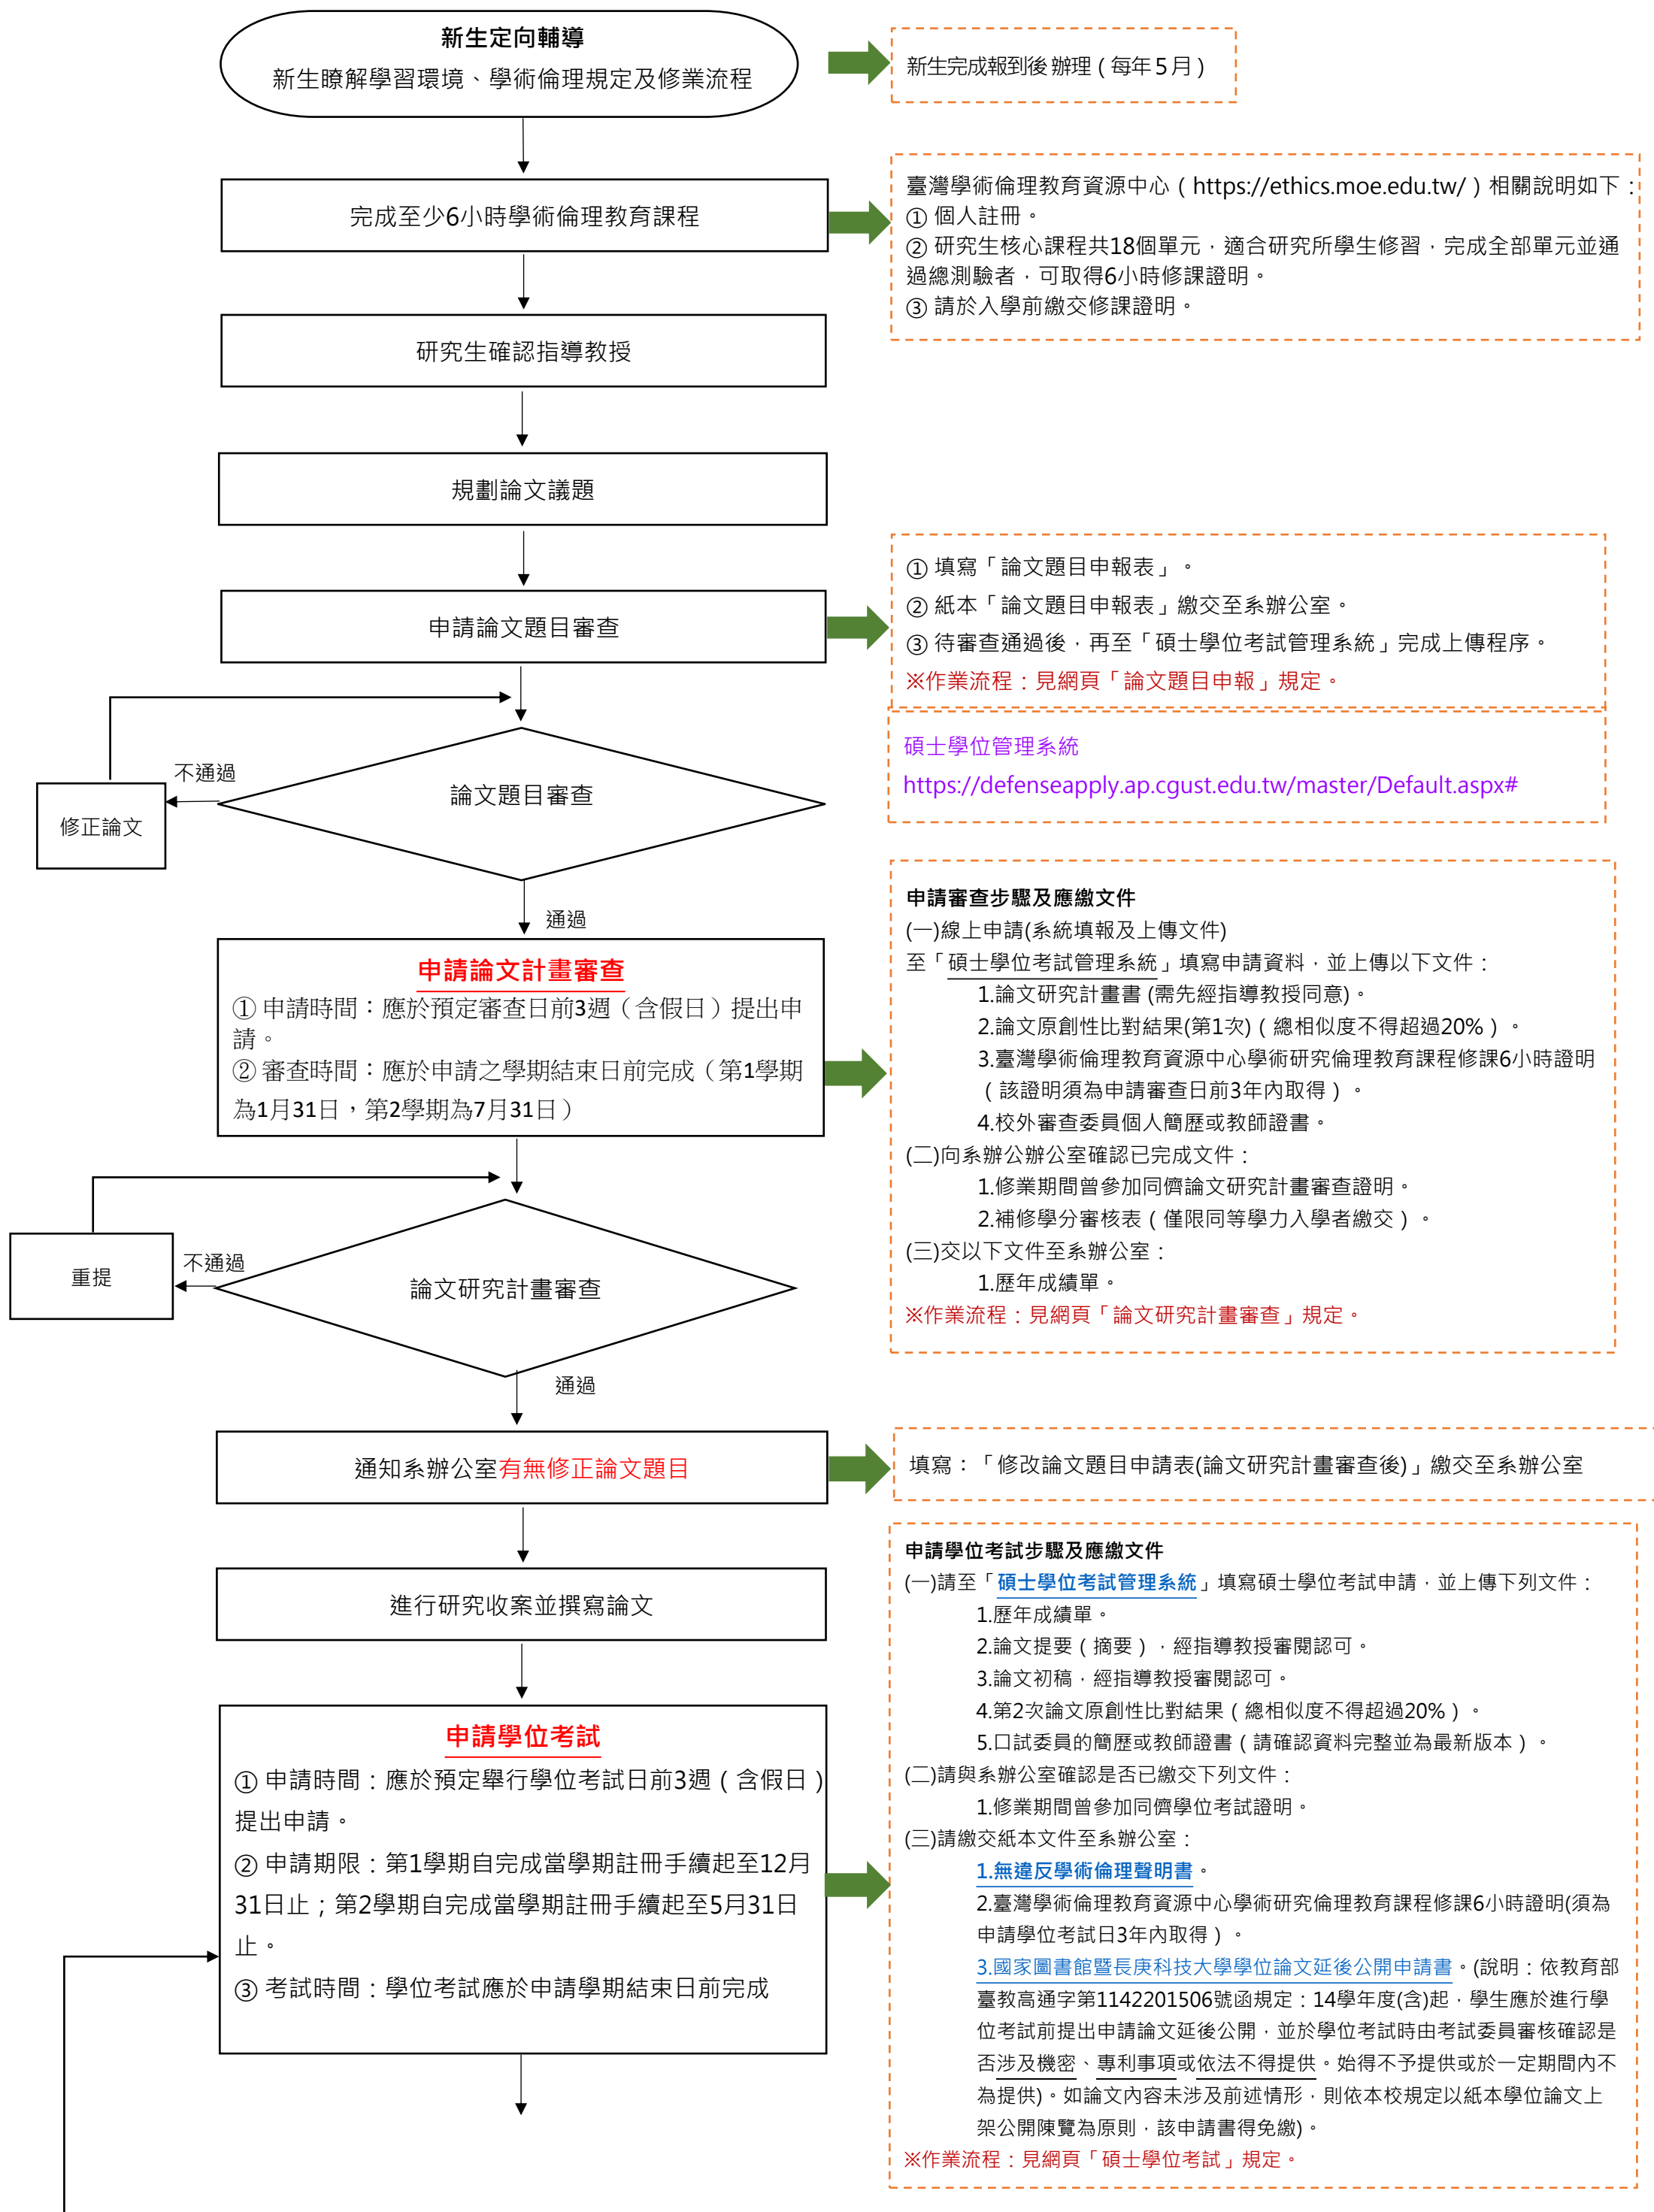 新生定向輔導
新生瞭解學習環境、學術倫理規定及修業流程
新生完成報到後 辦理（每年 5 月）
完成至少6小時學術倫理教育課程
臺灣學術倫理教育資源中心（https://ethics.moe.edu.tw/）相關說明如下：
① 個人註冊。
② 研究生核心課程共18個單元，適合研究所學生修習，完成全部單元並通
過總測驗者，可取得6小時修課證明。
③ 請於入學前繳交修課證明。
研究生確認指導教授
規劃論文議題
申請論文題目審查
① 填寫「論文題目申報表」。
② 紙本「論文題目申報表」繳交至系辦公室。
③ 待審查通過後，再至「碩士學位考試管理系統」完成上傳程序。
※作業流程：見網頁「論文題目申報」規定。
碩士學位管理系統
https://defenseapply.ap.cgust.edu.tw/master/Default.aspx#
論文題目審查
不通過
修正論文
通過
申請論文計畫審查
① 申請時間：應於預定審查日前3週（含假日）提出申
請。
② 審查時間：應於申請之學期結束日前完成（第1學期
為1月31日，第2學期為7月31日）
申請審查步驟及應繳文件
(一)線上申請(系統填報及上傳文件)
至「碩士學位考試管理系統」填寫申請資料，並上傳以下文件：
1.論文研究計畫書 (需先經指導教授同意)。
2.論文原創性比對結果(第1次)（總相似度不得超過20%）。
3.臺灣學術倫理教育資源中心學術研究倫理教育課程修課6小時證明
（該證明須為申請審查日前3年內取得）。
4.校外審查委員個人簡歷或教師證書。
(二)向系辦公辦公室確認已完成文件：
1.修業期間曾參加同儕論文研究計畫審查證明。
2.補修學分審核表（僅限同等學力入學者繳交）。
(三)交以下文件至系辦公室：
1.歷年成績單。
※作業流程：見網頁「論文研究計畫審查」規定。
論文研究計畫審查
不通過
重提
通過
通知系辦公室有無修正論文題目
填寫：「修改論文題目申請表(論文研究計畫審查後)」繳交至系辦公室
進行研究收案並撰寫論文
申請學位考試
① 申請時間：應於預定舉行學位考試日前3週（含假日）
提出申請。
② 申請期限：第1學期自完成當學期註冊手續起至12月
31日止；第2學期自完成當學期註冊手續起至5月31日
止。
③ 考試時間：學位考試應於申請學期結束日前完成
申請學位考試步驟及應繳文件
(一)請至「碩士學位考試管理系統」填寫碩士學位考試申請，並上傳下列文件：
1.歷年成績單。
2.論文提要（摘要），經指導教授審閱認可。
3.論文初稿，經指導教授審閱認可。
4.第2次論文原創性比對結果（總相似度不得超過20%）。
5.口試委員的簡歷或教師證書（請確認資料完整並為最新版本）。
(二)請與系辦公室確認是否已繳交下列文件：
1.修業期間曾參加同儕學位考試證明。
(三)請繳交紙本文件至系辦公室：
1.無違反學術倫理聲明書。
2.臺灣學術倫理教育資源中心學術研究倫理教育課程修課6小時證明(須為
申請學位考試日3年內取得）。
3.國家圖書館暨長庚科技大學學位論文延後公開申請書。(說明：依教育部
臺教高通字第1142201506號函規定：14學年度(含)起，學生應於進行學
位考試前提出申請論文延後公開，並於學位考試時由考試委員審核確認是
否涉及機密、專利事項或依法不得提供。始得不予提供或於一定期間內不
為提供)。如論文內容未涉及前述情形，則依本校規定以紙本學位論文上
架公開陳覽為原則，該申請書得免繳)。
※作業流程：見網頁「碩士學位考試」規定。